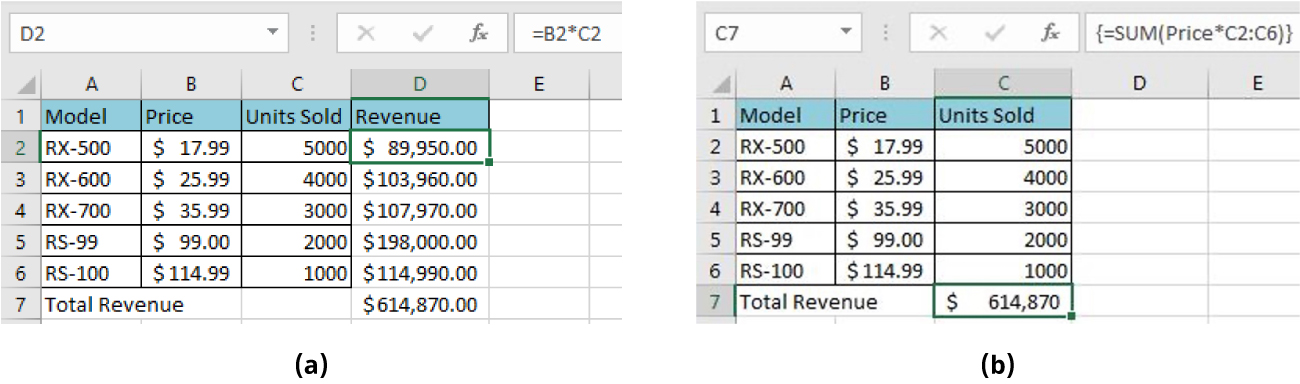 D2 fx =B2*C2
A B C D E
1 Model Price Units Sold Revenue
2 RX-500 $ 17.99 5000 $ 89,950.00
3 RX-600 $ 25.99 4000 $103,960.00
4 RX-700 $ 35.99 3000 $107,970.00
5 RS-99 $ 99.00 2000 $198,000.00
6 RS-100 $114.99 1000 $114,990.00
7 Total Revenue $614,870.00
(a)
C7 fx {=SUM(Price*C2:C6)}
A B C D E
1 Model Price Units Sold
2 RX-500 $ 17.99 5000
3 RX-600 $ 25.99 4000
4 RX-700 $ 35.99 3000
5 RS-99 $ 99.00 2000
6 RS-100 $114.99 1000
7 Total Revenue $ 614,870
(b)